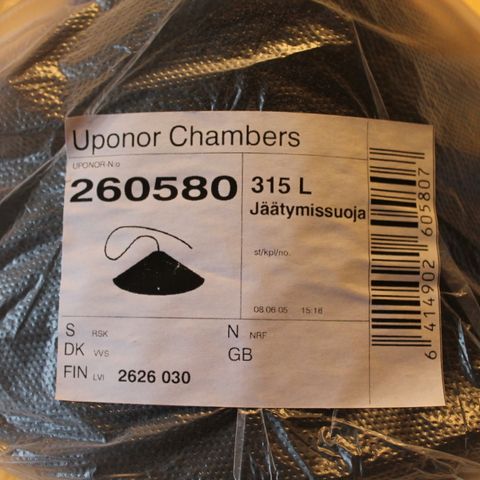 Uponor Chambers
UPONOR-N:o
260580
315 L
Jäätymissuoja
st/kpl/no.
08.06.05 15:18
S RSK
N NRF
DK VVS
GB
FIN LVI 2626 030
6 414902 605807